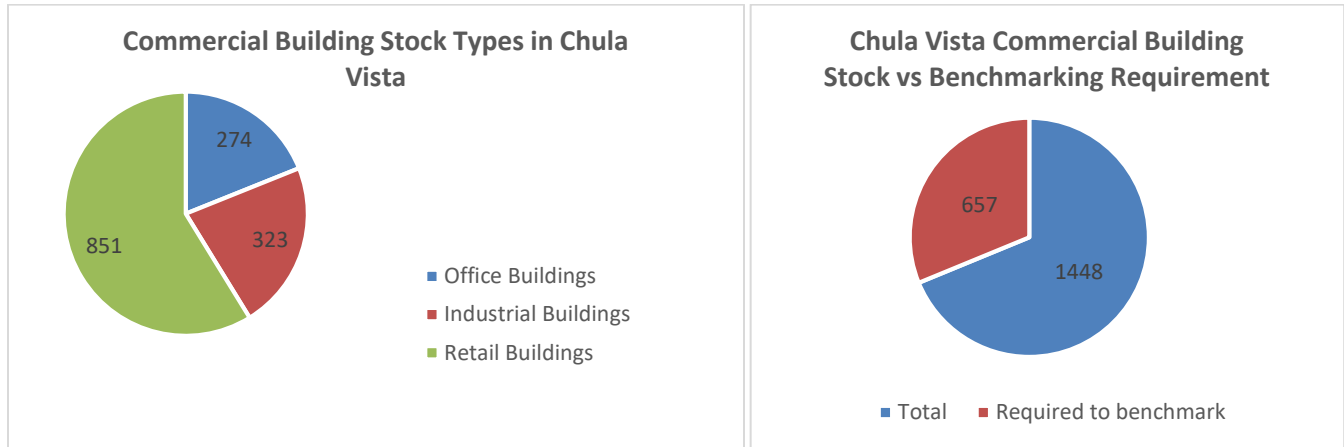 Commercial Building Stock Types in Chula
Vista
274
323
851
Office Buildings
Industrial Buildings
Retail Buildings
Chula Vista Commercial Building
Stock vs Benchmarking Requirement
657
1448
Total
Required to benchmark